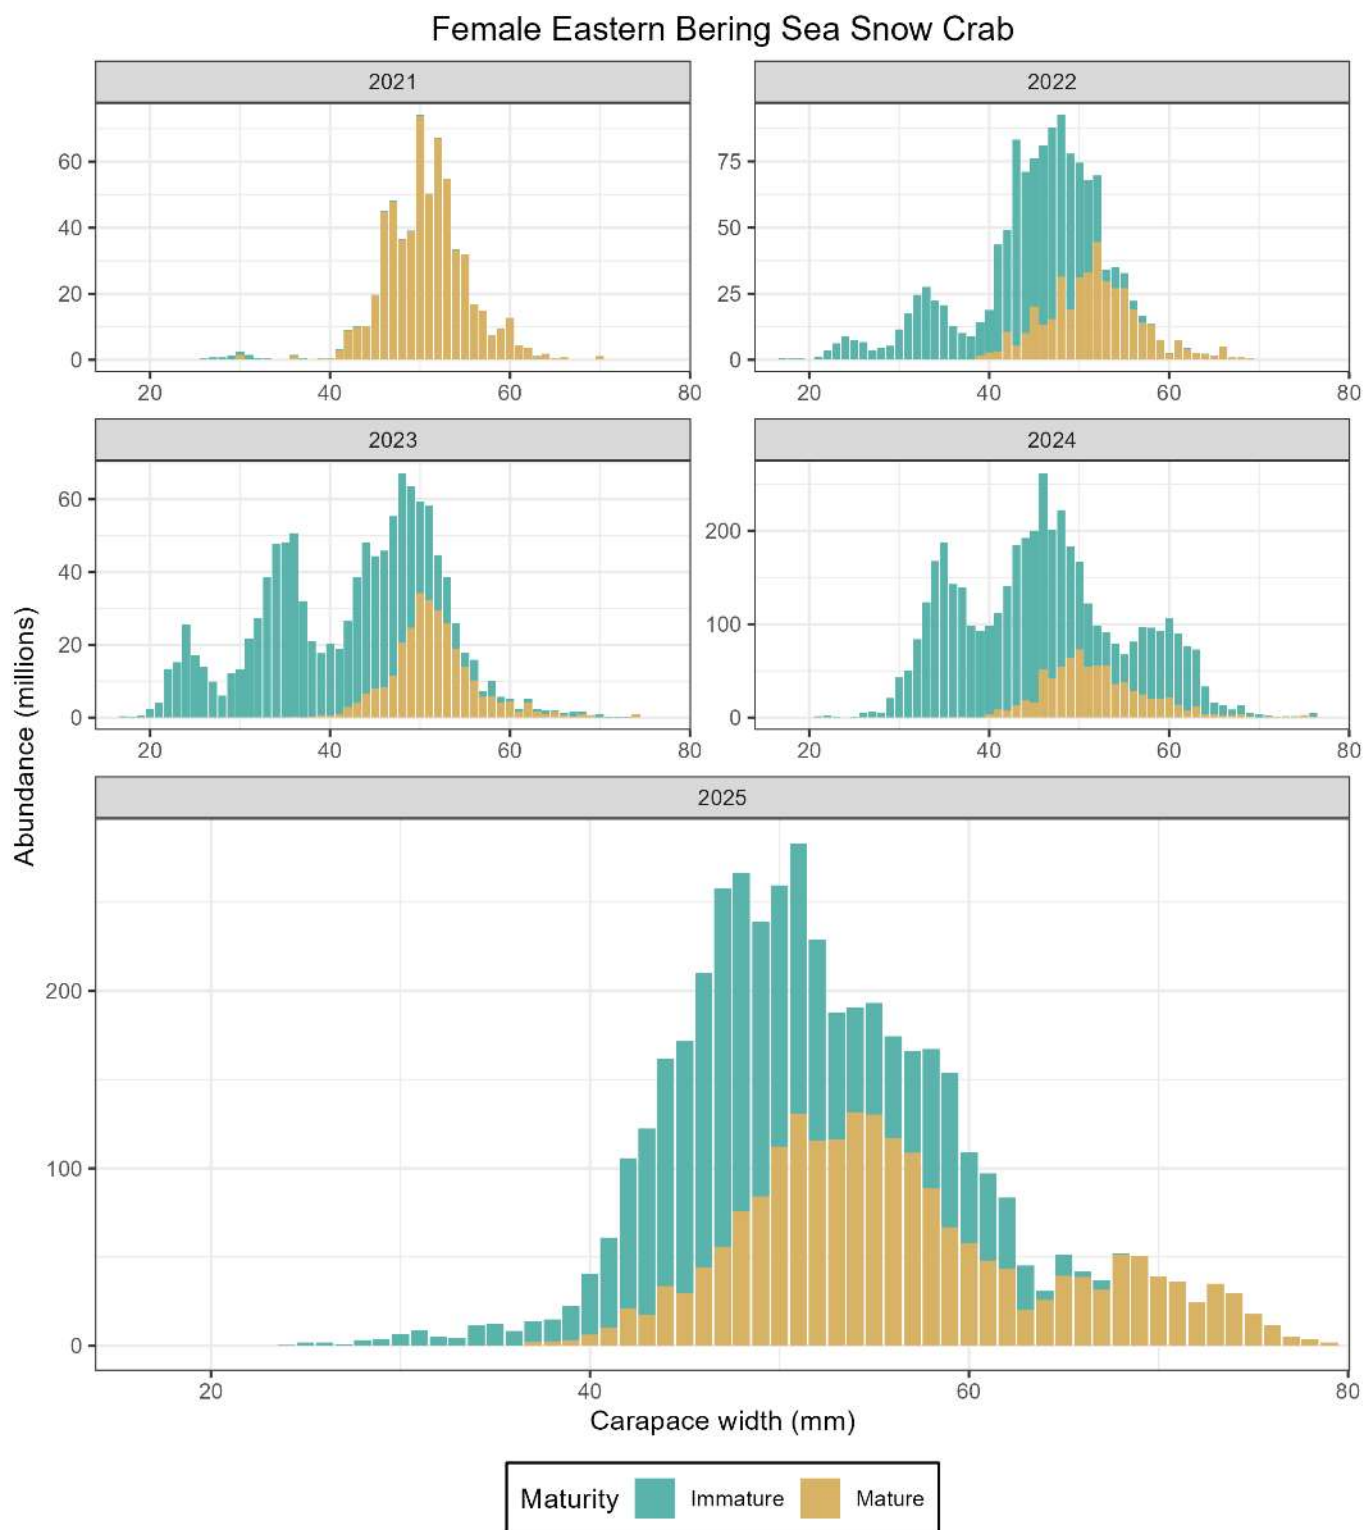 Female Eastern Bering Sea Snow Crab
2021
2022
60
40
20
0
75
50
25
0
20 40 60 80
20 40 60 80
2023
2024
60
40
20
0
200
100
0
20 40 60 80
20 40 60 80
Abundance (millions)
2025
200
100
0
20 40 60 80
Carapace width (mm)
Maturity Immature Mature